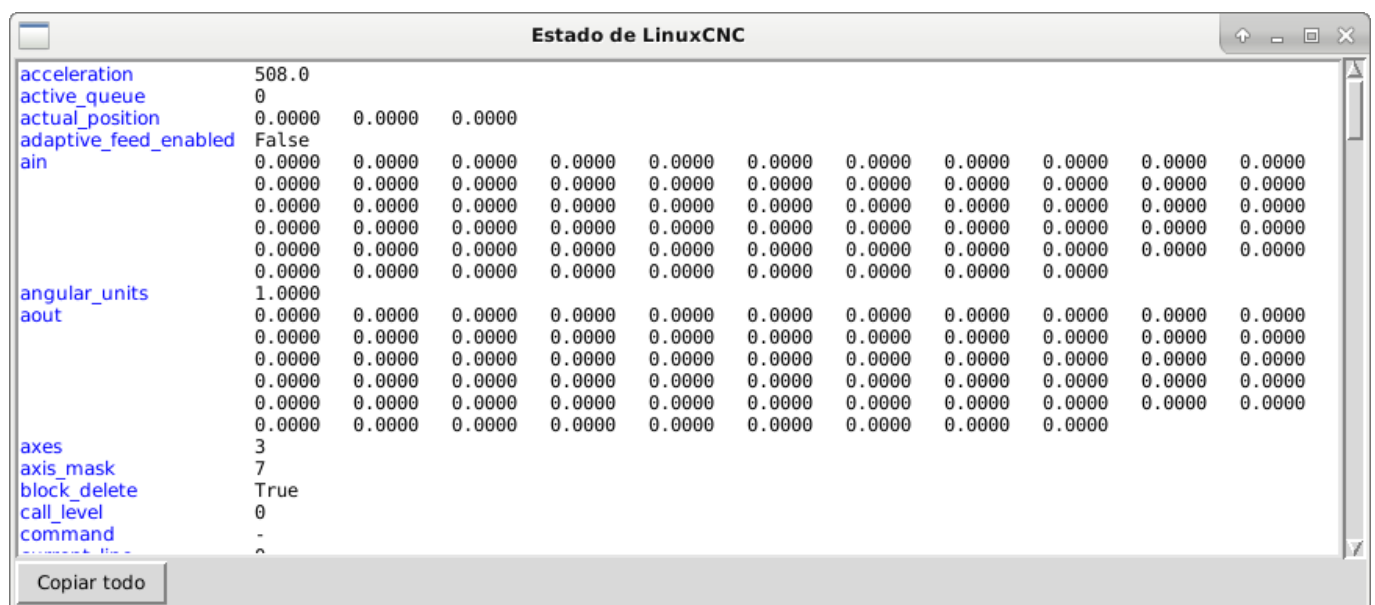 Estado de LinuxCNC
acceleration 508.0
active_queue 0
actual_position 0.0000 0.0000 0.0000
adaptive_feed_enabled False
ain 0.0000 0.0000 0.0000 0.0000 0.0000 0.0000 0.0000 0.0000 0.0000 0.0000 0.0000
0.0000 0.0000 0.0000 0.0000 0.0000 0.0000 0.0000 0.0000 0.0000 0.0000 0.0000
0.0000 0.0000 0.0000 0.0000 0.0000 0.0000 0.0000 0.0000 0.0000 0.0000 0.0000
0.0000 0.0000 0.0000 0.0000 0.0000 0.0000 0.0000 0.0000 0.0000 0.0000 0.0000
0.0000 0.0000 0.0000 0.0000 0.0000 0.0000 0.0000 0.0000 0.0000 0.0000 0.0000
0.0000 0.0000 0.0000 0.0000 0.0000 0.0000 0.0000 0.0000 0.0000
angular_units 1.0000
aout 0.0000 0.0000 0.0000 0.0000 0.0000 0.0000 0.0000 0.0000 0.0000 0.0000 0.0000
0.0000 0.0000 0.0000 0.0000 0.0000 0.0000 0.0000 0.0000 0.0000 0.0000 0.0000
0.0000 0.0000 0.0000 0.0000 0.0000 0.0000 0.0000 0.0000 0.0000 0.0000 0.0000
0.0000 0.0000 0.0000 0.0000 0.0000 0.0000 0.0000 0.0000 0.0000 0.0000 0.0000
0.0000 0.0000 0.0000 0.0000 0.0000 0.0000 0.0000 0.0000 0.0000 0.0000 0.0000
0.0000 0.0000 0.0000 0.0000 0.0000 0.0000 0.0000 0.0000 0.0000
axes 3
axis_mask 7
block_delete True
call_level 0
command -
Copiar todo